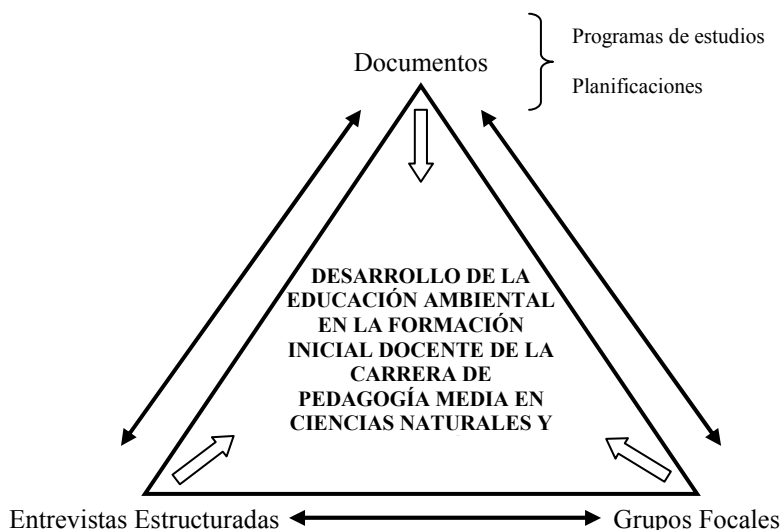 Programas de estudios
Documentos
Planificaciones
DESARROLLO DE LA
EDUCACIÓN AMBIENTAL
EN LA FORMACIÓN
INICIAL DOCENTE DE LA
CARRERA DE
PEDAGOGÍA MEDIA EN
CIENCIAS NATURALES Y
Entrevistas Estructuradas
Grupos Focales